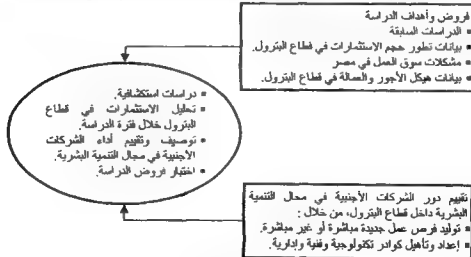 فروض وأهداف الدراسة
▪ الدراسات السابقة
▪ بيانات تطور حجم الاستثمارات في قطاع البترول.
▪ مشكلات سوق العمل في مصر
▪ بيانات هيكل الأجور والعمالة في قطاع البترول.
▪ دراسات استكشافية.
▪ تحليل الاستثمارات في قطاع
البترول خلال فترة الدراسة.
▪ توصيف وتقييم أداء الشركات
الأجنبية في مجال التنمية البشرية.
▪ اختبار فروض الدراسة.
تقييم دور الشركات الأجنبية في مجال التنمية
البشرية داخل قطاع البترول، من خلال :
▪ توليد فرص عمل جديدة مباشرة أو غير مباشرة.
▪ إعداد وتأهيل كوادر تكنولوجية وفنية وإدارية.